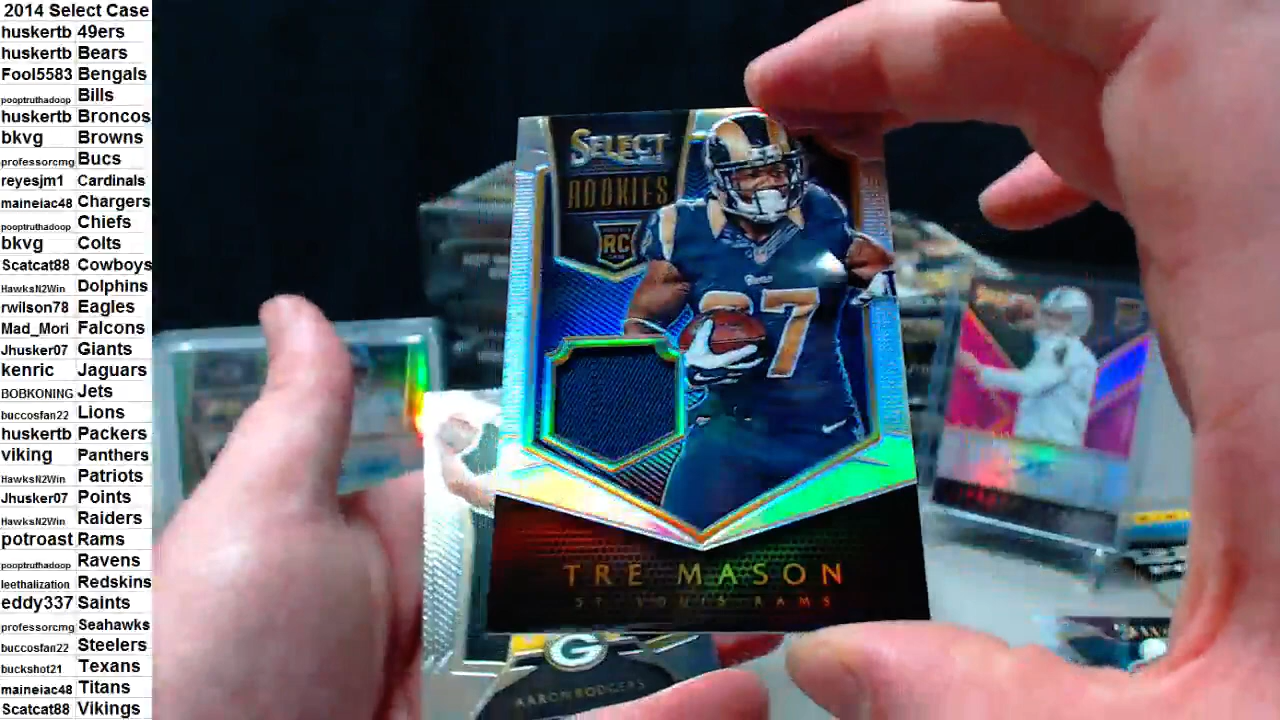 2014 Select Case
huskertb 49ers
huskertb Bears
Fool5583 Bengals
pooptruthadoop Bills
huskertb Broncos
bkvg Browns
professorcmg Bucs
reyesjm1 Cardinals
maineiac48 Chargers
pooptruthadoop Chiefs
bkvg Colts
Scatcat88 Cowboys
HawksN2Win Dolphins
rwilson78 Eagles
Mad_Mori Falcons
Jhusker07 Giants
kenric Jaguars
BOBKONING Jets
buccosfan22 Lions
huskertb Packers
viking Panthers
HawksN2Win Patriots
Jhusker07 Points
HawksN2Win Raiders
potroast Rams
pooptruthadoop Ravens
leethalization Redskins
eddy337 Saints
professorcmg Seahawks
buccosfan22 Steelers
buckshot21 Texans
maineiac48 Titans
Scatcat88 Vikings
SELECT
ROOKIES
RC
Rams
27
TRE MASON
ST. LOUIS RAMS
G
AARON RODGERS